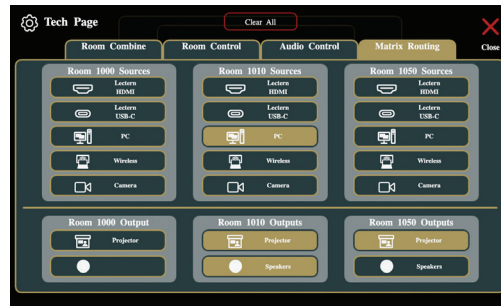 Tech Page
Clear All
Close
Room Combine
Room Control
Audio Control
Matrix Routing
Room 1000 Sources
Lectern
HDMI
Lectern
USB-C
PC
Wireless
Camera
Room 1010 Sources
Lectern
HDMI
Lectern
USB-C
PC
Wireless
Camera
Room 1050 Sources
Lectern
HDMI
Lectern
USB-C
PC
Wireless
Camera
Room 1000 Output
Projector
Room 1010 Outputs
Projector
Speakers
Room 1050 Outputs
Projector
Speakers